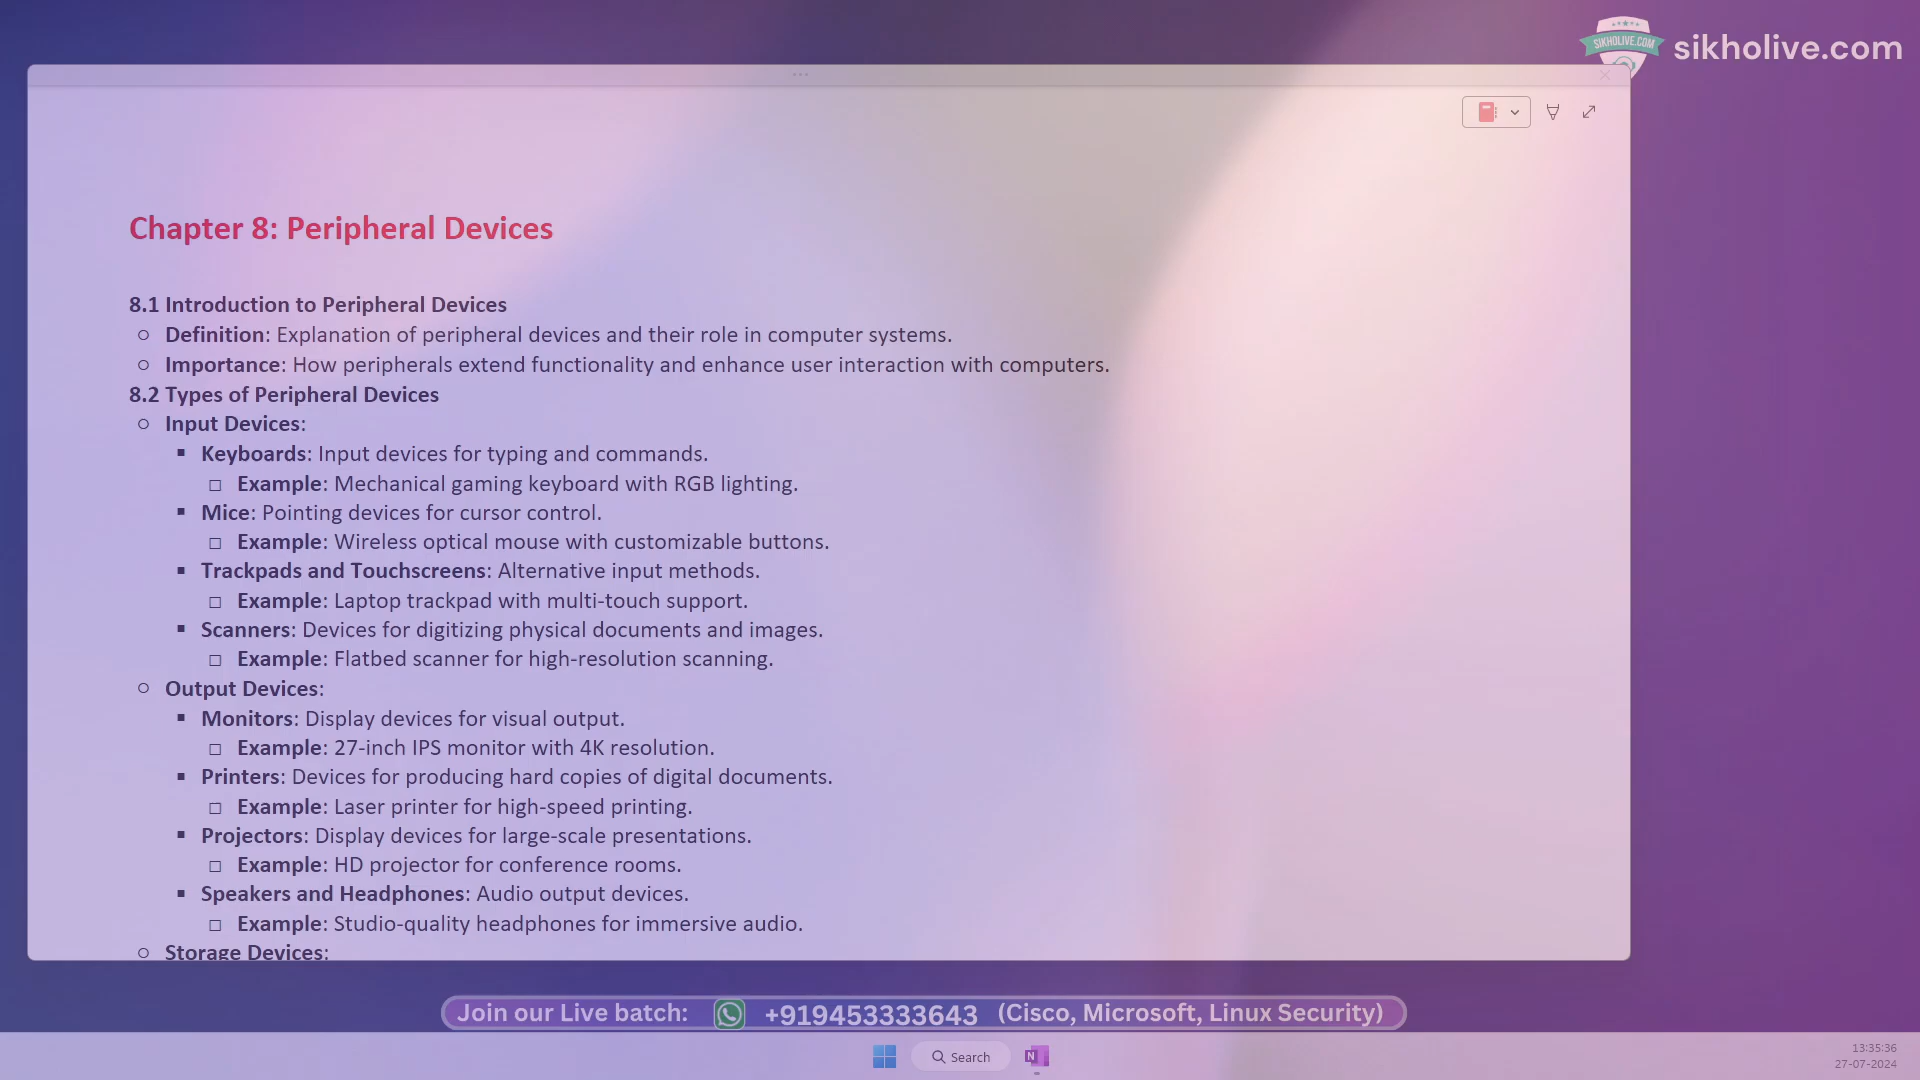 SIKHOLIVE.COM
sikholive.com
Chapter 8: Peripheral Devices
8.1 Introduction to Peripheral Devices
○ Definition: Explanation of peripheral devices and their role in computer systems.
○ Importance: How peripherals extend functionality and enhance user interaction with computers.
8.2 Types of Peripheral Devices
○ Input Devices:
▪ Keyboards: Input devices for typing and commands.
□ Example: Mechanical gaming keyboard with RGB lighting.
▪ Mice: Pointing devices for cursor control.
□ Example: Wireless optical mouse with customizable buttons.
▪ Trackpads and Touchscreens: Alternative input methods.
□ Example: Laptop trackpad with multi-touch support.
▪ Scanners: Devices for digitizing physical documents and images.
□ Example: Flatbed scanner for high-resolution scanning.
○ Output Devices:
▪ Monitors: Display devices for visual output.
□ Example: 27-inch IPS monitor with 4K resolution.
▪ Printers: Devices for producing hard copies of digital documents.
□ Example: Laser printer for high-speed printing.
▪ Projectors: Display devices for large-scale presentations.
□ Example: HD projector for conference rooms.
▪ Speakers and Headphones: Audio output devices.
□ Example: Studio-quality headphones for immersive audio.
○ Storage Devices:
Join our Live batch: +919453333643 (Cisco, Microsoft, Linux Security)
Search
N
13:35:36
27-07-2024